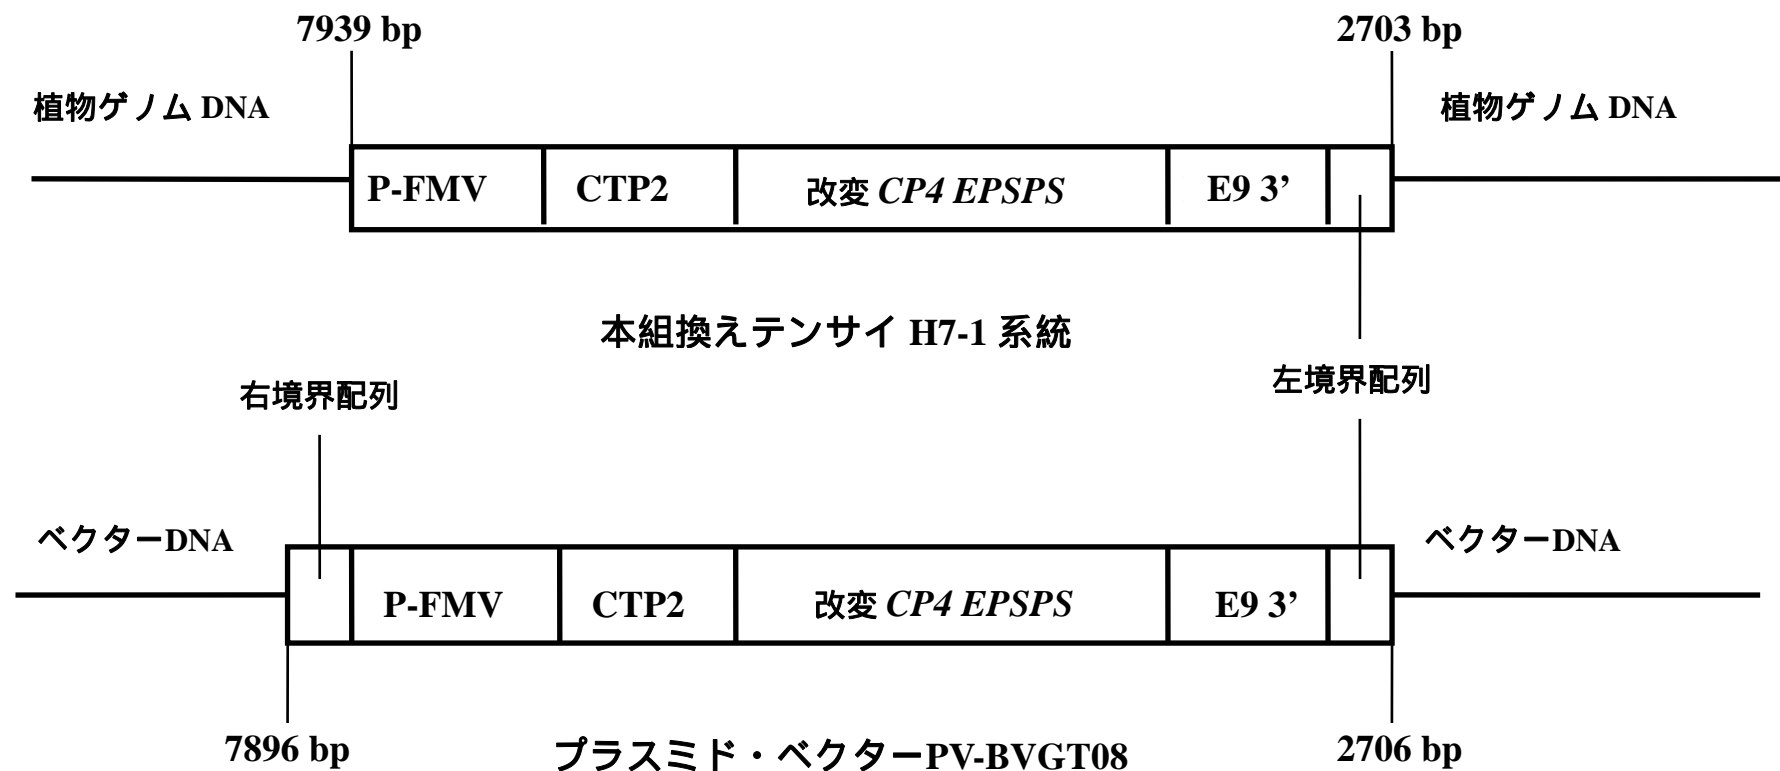 7939 bp 2703 bp
植物ゲノム DNA 植物ゲノム DNA
P-FMV CTP2 改変 CP4 EPSPS E9 3’
本組換えテンサイ H7-1 系統
右境界配列 左境界配列
ベクターDNA ベクターDNA
P-FMV CTP2 改変 CP4 EPSPS E9 3’
7896 bp プラスミド・ベクターPV-BVGT08 2706 bp